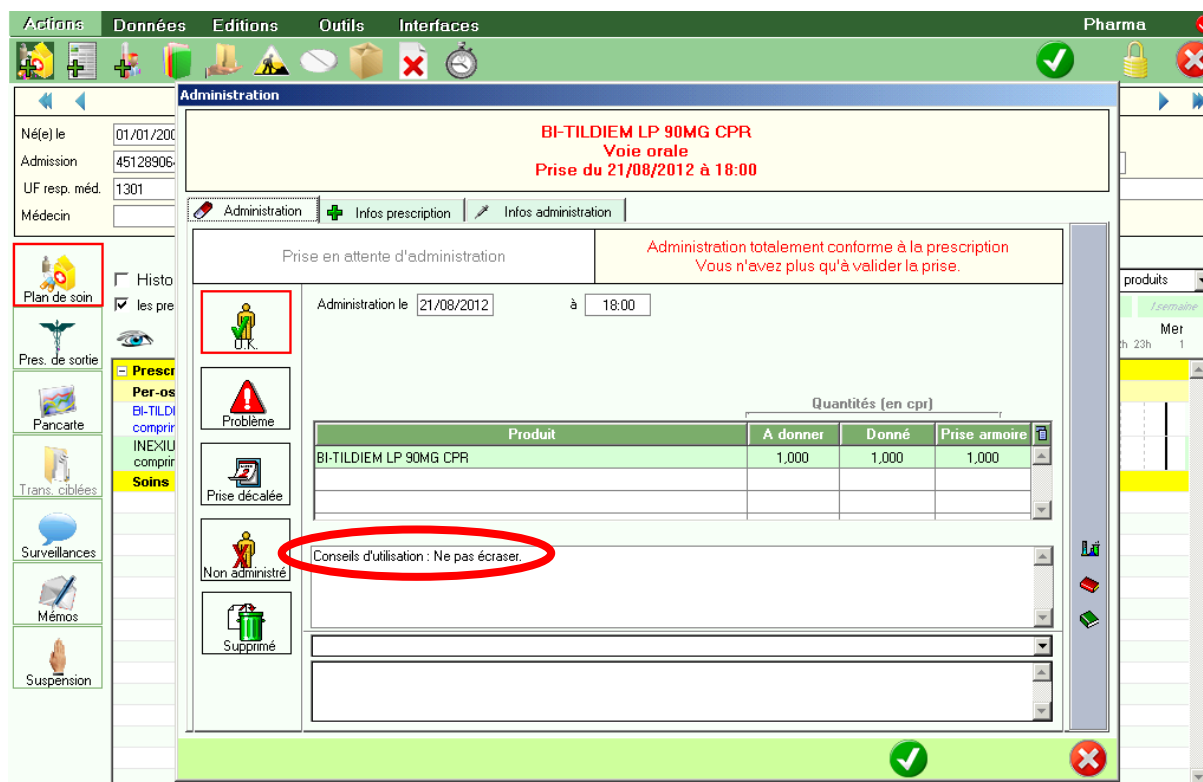 Actions Données Editions Outils Interfaces Pharma
Administration
Né(e) le 01/01/200
Admission 45128906
UF resp. méd. 1301
Médecin
BI-TILDIEM LP 90MG CPR
Voie orale
Prise du 21/08/2012 à 18:00
Administration Infos prescription Infos administration
Prise en attente d'administration
Administration totalement conforme à la prescription
Vous n'avez plus qu'à valider la prise.
Plan de soin
Pres. de sortie
Pancarte
Trans. ciblées
Surveillances
Mémos
Suspension
Histo
les pre
Prescr
Per-os
BI-TILDI
comprin
INEXIU
comprin
Soins
O.K.
Problème
Prise décalée
Non administré
Supprimé
Administration le 21/08/2012 à 18:00
Quantités (en cpr)
Produit A donner Donné Prise armoire
BI-TILDIEM LP 90MG CPR 1,000 1,000 1,000
Conseils d'utilisation : Ne pas écraser.
produits
1 semaine
Mer
23h 1